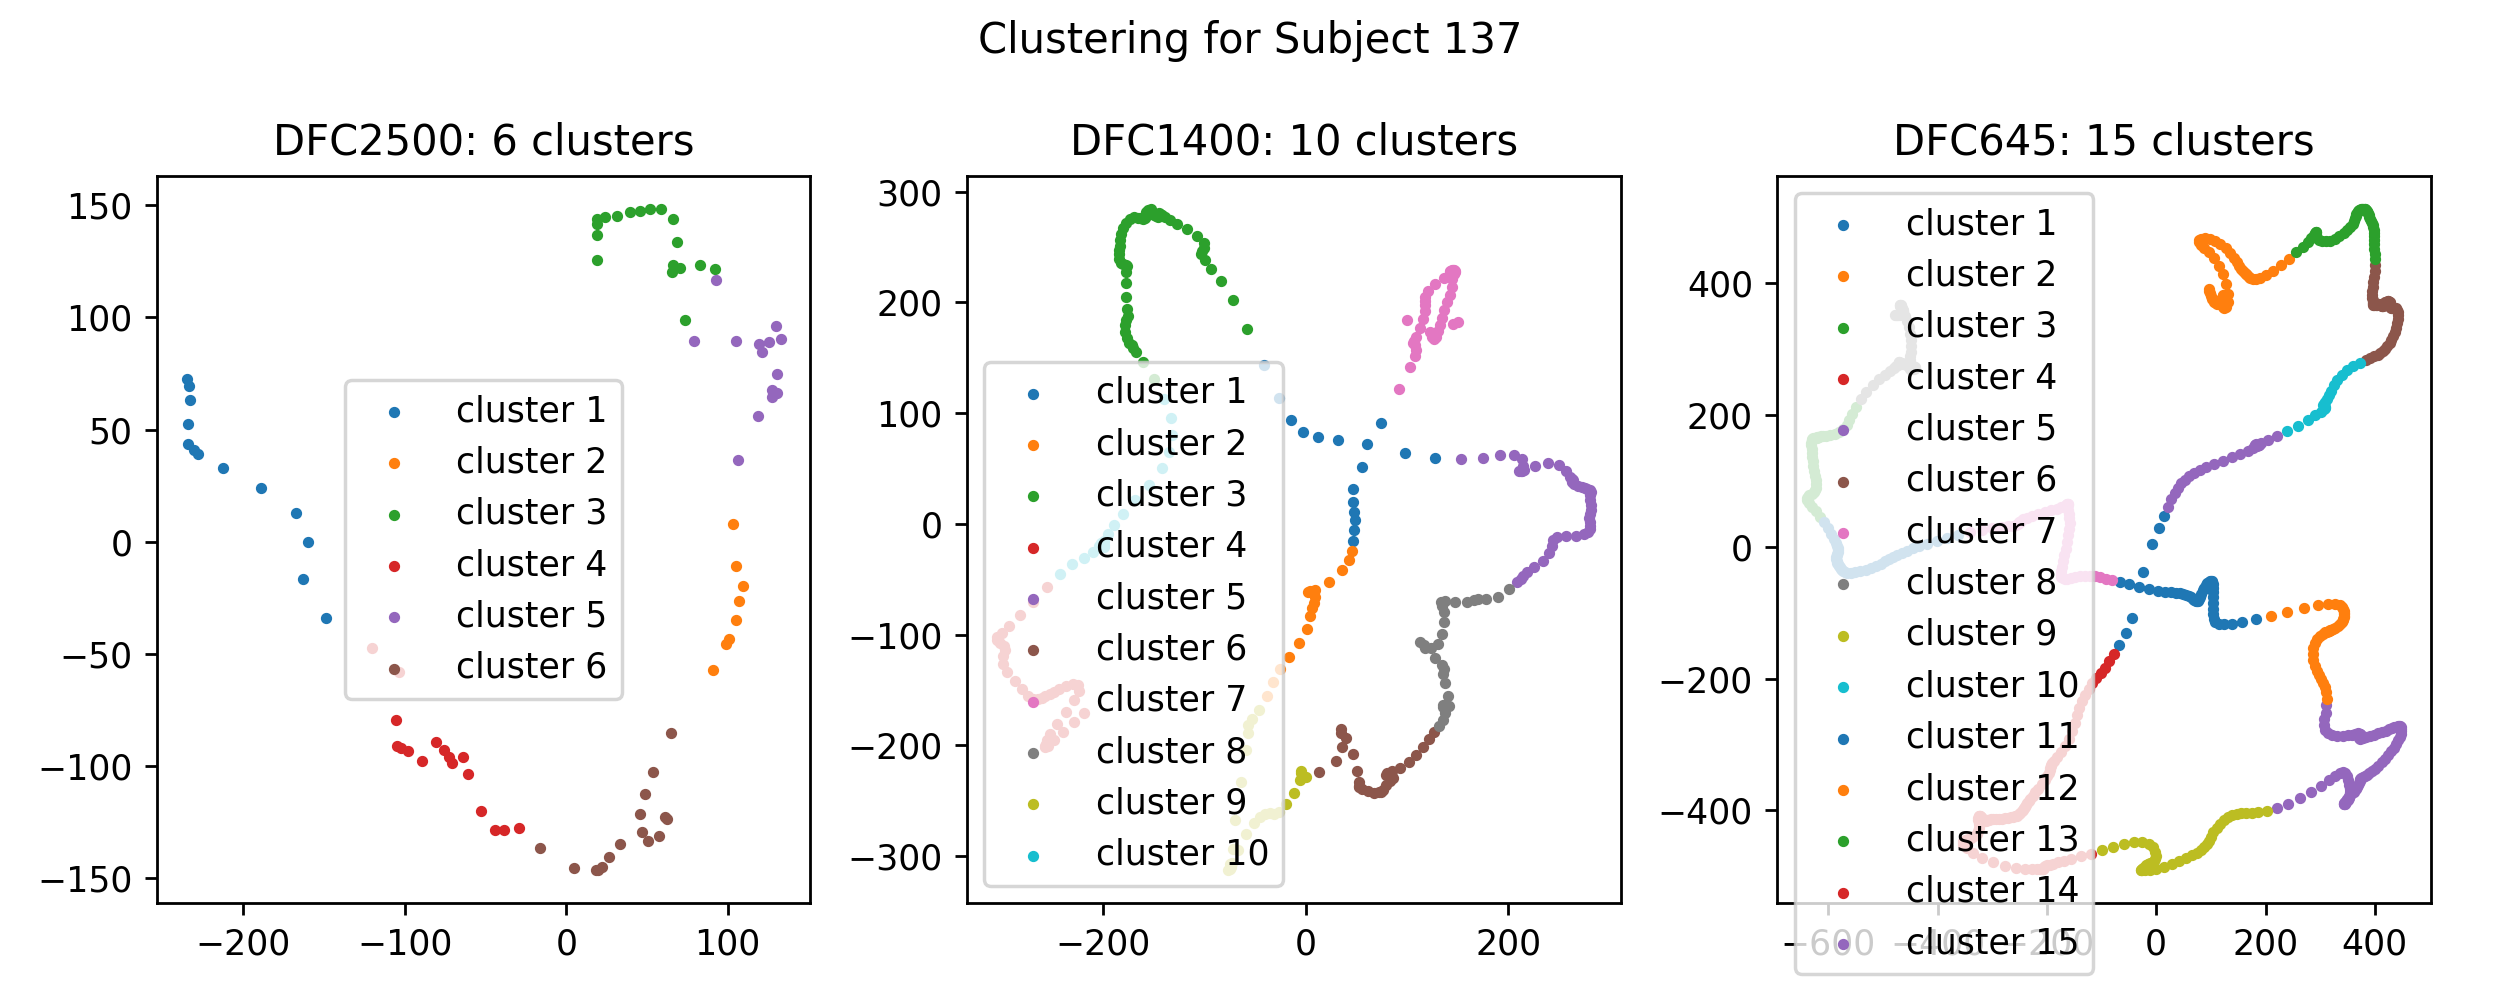 Clustering for Subject 137
DFC2500: 6 clusters
150
100
50
0
−50
−100
−150
−200
−100
0
100
cluster 1
cluster 2
cluster 3
cluster 4
cluster 5
cluster 6
DFC1400: 10 clusters
300
200
100
0
−100
−200
−300
−200
0
200
cluster 1
cluster 2
cluster 3
cluster 4
cluster 5
cluster 6
cluster 7
cluster 8
cluster 9
cluster 10
DFC645: 15 clusters
400
200
0
−200
−400
−600
−400
−200
0
200
400
cluster 1
cluster 2
cluster 3
cluster 4
cluster 5
cluster 6
cluster 7
cluster 8
cluster 9
cluster 10
cluster 11
cluster 12
cluster 13
cluster 14
cluster 15